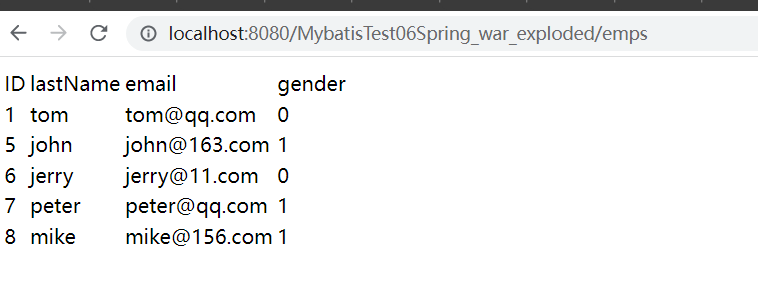 localhost:8080/MybatisTest06Spring_war_exploded/emps
ID lastName email gender
1 tom tom@qq.com 0
5 john john@163.com 1
6 jerry jerry@11.com 0
7 peter peter@qq.com 1
8 mike mike@156.com 1